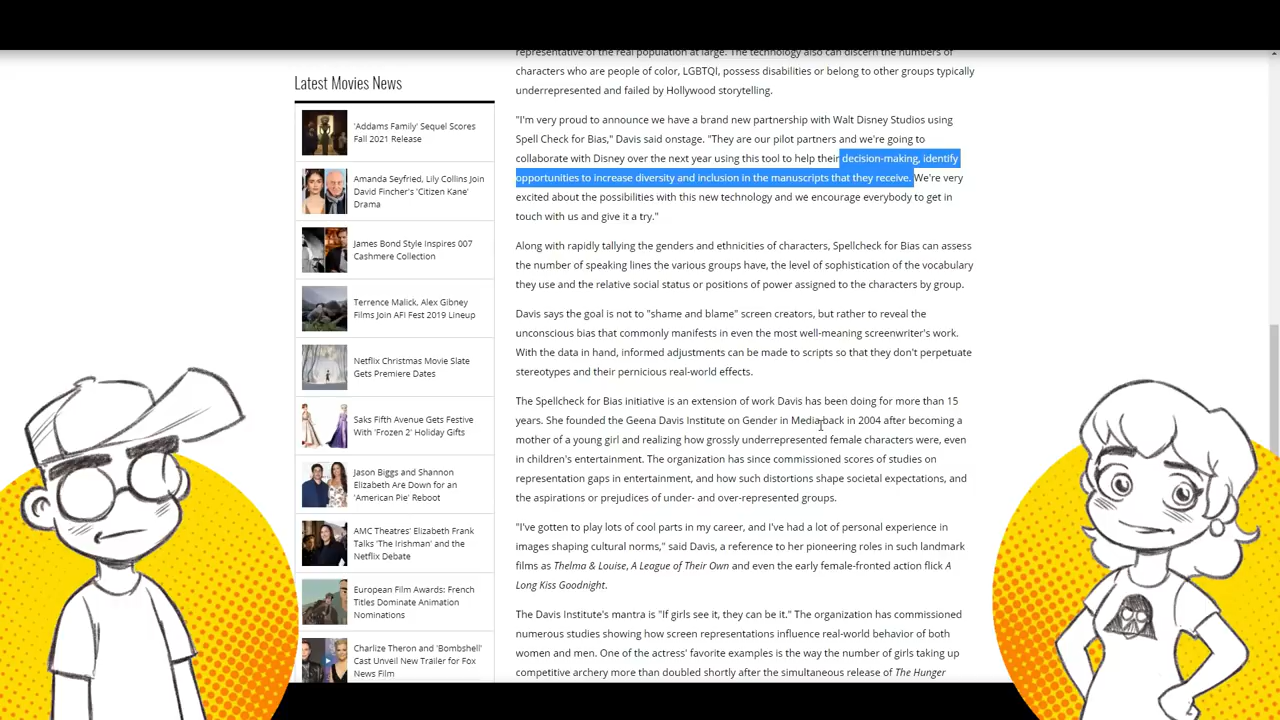 Latest Movies News
'Addams Family' Sequel Scores
Fall 2021 Release
Amanda Seyfried, Lily Collins Join
David Fincher's 'Citizen Kane'
Drama
James Bond Style Inspires 007
Cashmere Collection
Terrence Malick, Alex Gibney
Films Join AFI Fest 2019 Lineup
Netflix Christmas Movie Slate
Gets Premiere Dates
Saks Fifth Avenue Gets Festive
With 'Frozen 2' Holiday Gifts
Jason Biggs and Shannon
Elizabeth Are Down for an
'American Pie' Reboot
AMC Theatres' Elizabeth Frank
Talks 'The Irishman' and the
Netflix Debate
European Film Awards: French
Titles Dominate Animation
Nominations
Charlize Theron and 'Bombshell'
Cast Unveil New Trailer for Fox
News Film
representative of the real population at large. The technology also can discern the numbers of
characters who are people of color, LGBTQI, possess disabilities or belong to other groups typically
underrepresented and failed by Hollywood storytelling.
"I'm very proud to announce we have a brand new partnership with Walt Disney Studios using
Spell Check for Bias," Davis said onstage. "They are our pilot partners and we're going to
collaborate with Disney over the next year using this tool to help their decision-making, identify
opportunities to increase diversity and inclusion in the manuscripts that they receive. We're very
excited about the possibilities with this new technology and we encourage everybody to get in
touch with us and give it a try."
Along with rapidly tallying the genders and ethnicities of characters, Spellcheck for Bias can assess
the number of speaking lines the various groups have, the level of sophistication of the vocabulary
they use and the relative social status or positions of power assigned to the characters by group.
Davis says the goal is not to "shame and blame" screen creators, but rather to reveal the
unconscious bias that commonly manifests in even the most well-meaning screenwriter's work.
With the data in hand, informed adjustments can be made to scripts so that they don't perpetuate
stereotypes and their pernicious real-world effects.
The Spellcheck for Bias initiative is an extension of work Davis has been doing for more than 15
years. She founded the Geena Davis Institute on Gender in Media back in 2004 after becoming a
mother of a young girl and realizing how grossly underrepresented female characters were, even
in children's entertainment. The organization has since commissioned scores of studies on
representation gaps in entertainment, and how such distortions shape societal expectations, and
the aspirations or prejudices of under- and over-represented groups.
"I've gotten to play lots of cool parts in my career, and I've had a lot of personal experience in
images shaping cultural norms," said Davis, a reference to her pioneering roles in such landmark
films as Thelma & Louise, A League of Their Own and even the early female-fronted action flick A
Long Kiss Goodnight.
The Davis Institute's mantra is "If girls see it, they can be it." The organization has commissioned
numerous studies showing how screen representations influence real-world behavior of both
women and men. One of the actress' favorite examples is the way the number of girls taking up
competitive archery more than doubled shortly after the simultaneous release of The Hunger